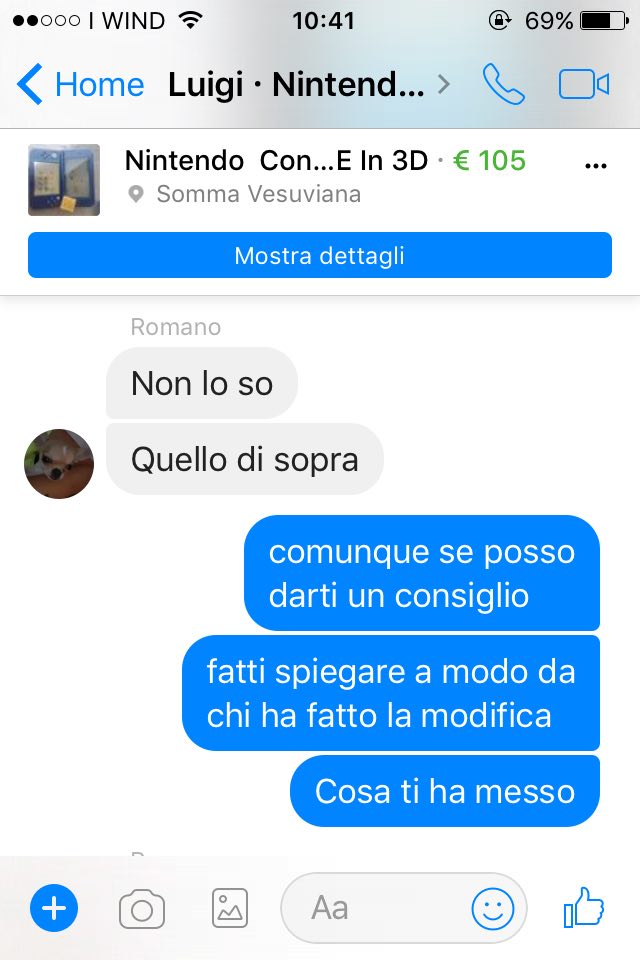 I WIND 10:41 69%
Home Luigi · Nintend...
Nintendo Con...E In 3D · € 105
Somma Vesuviana
Mostra dettagli
Romano
Non lo so
Quello di sopra
comunque se posso
darti un consiglio
fatti spiegare a modo da
chi ha fatto la modifica
Cosa ti ha messo
Aa